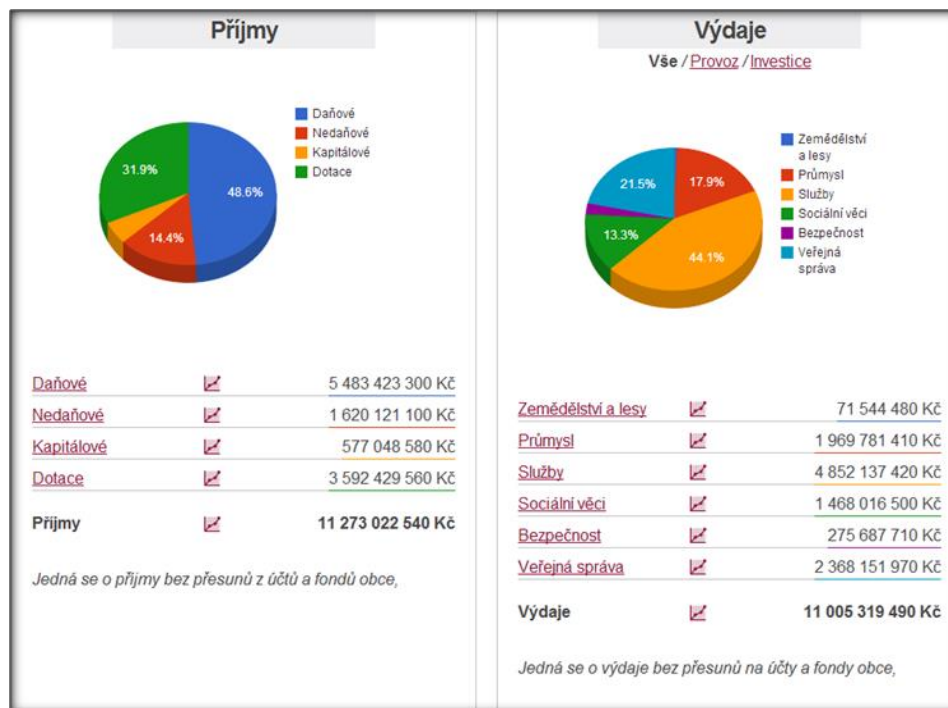 Příjmy
31.9%
48.6%
14.4%
Daňové
Nedaňové
Kapitálové
Dotace
Daňové 5 483 423 300 Kč
Nedaňové 1 620 121 100 Kč
Kapitálové 577 048 580 Kč
Dotace 3 592 429 560 Kč
Příjmy 11 273 022 540 Kč
Jedná se o příjmy bez přesunů z účtů a fondů obce,
Výdaje
Vše / Provoz / Investice
21.5%
17.9%
13.3%
44.1%
Zemědělství
a lesy
Průmysl
Služby
Sociální věci
Bezpečnost
Veřejná
správa
Zemědělství a lesy 71 544 480 Kč
Průmysl 1 969 781 410 Kč
Služby 4 852 137 420 Kč
Sociální věci 1 468 016 500 Kč
Bezpečnost 275 687 710 Kč
Veřejná správa 2 368 151 970 Kč
Výdaje 11 005 319 490 Kč
Jedná se o výdaje bez přesunů na účty a fondy obce,